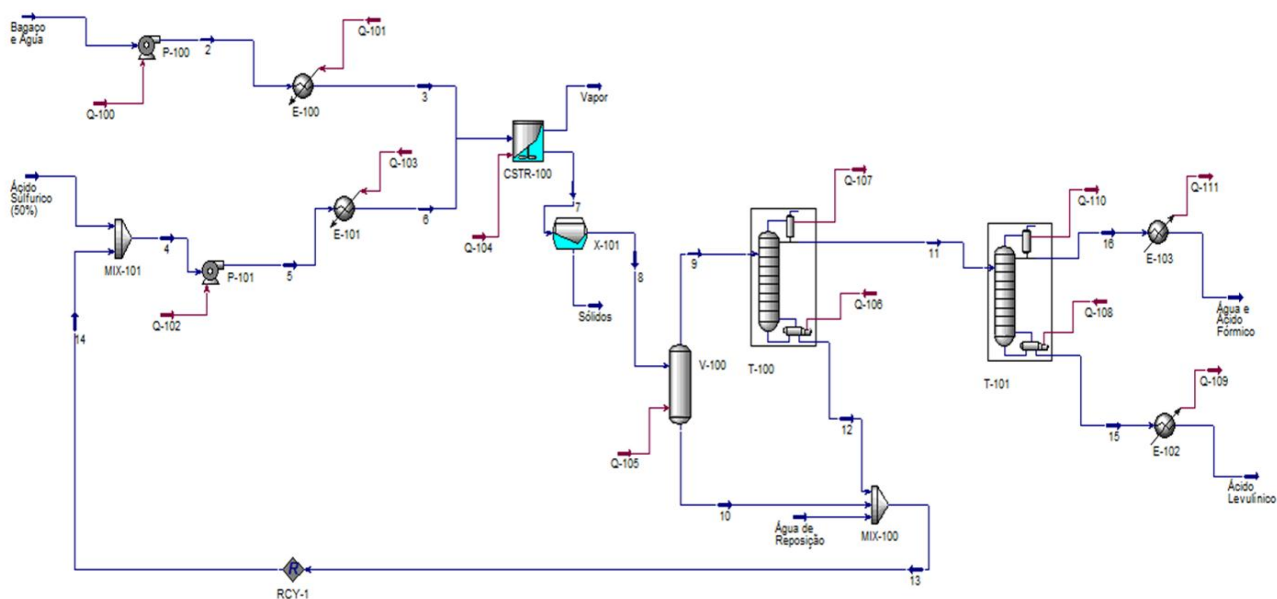 Bagaço
e Água
P-100
2
Q-101
Q-100
E-100
3
Vapor
CSTR-100
Ácido
Sulfurico
(50%)
MIX-101
4
P-101
5
Q-102
Q-103
E-101
6
Q-104
7
X-101
8
Sólidos
V-100
9
Q-105
10
Q-107
T-100
Q-106
12
11
Água de
Reposição
MIX-100
13
RCY-1
14
Q-110
T-101
Q-108
16
Q-111
E-103
Água e
Ácido
Fórmico
15
Q-109
E-102
Ácido
Levulínico
R